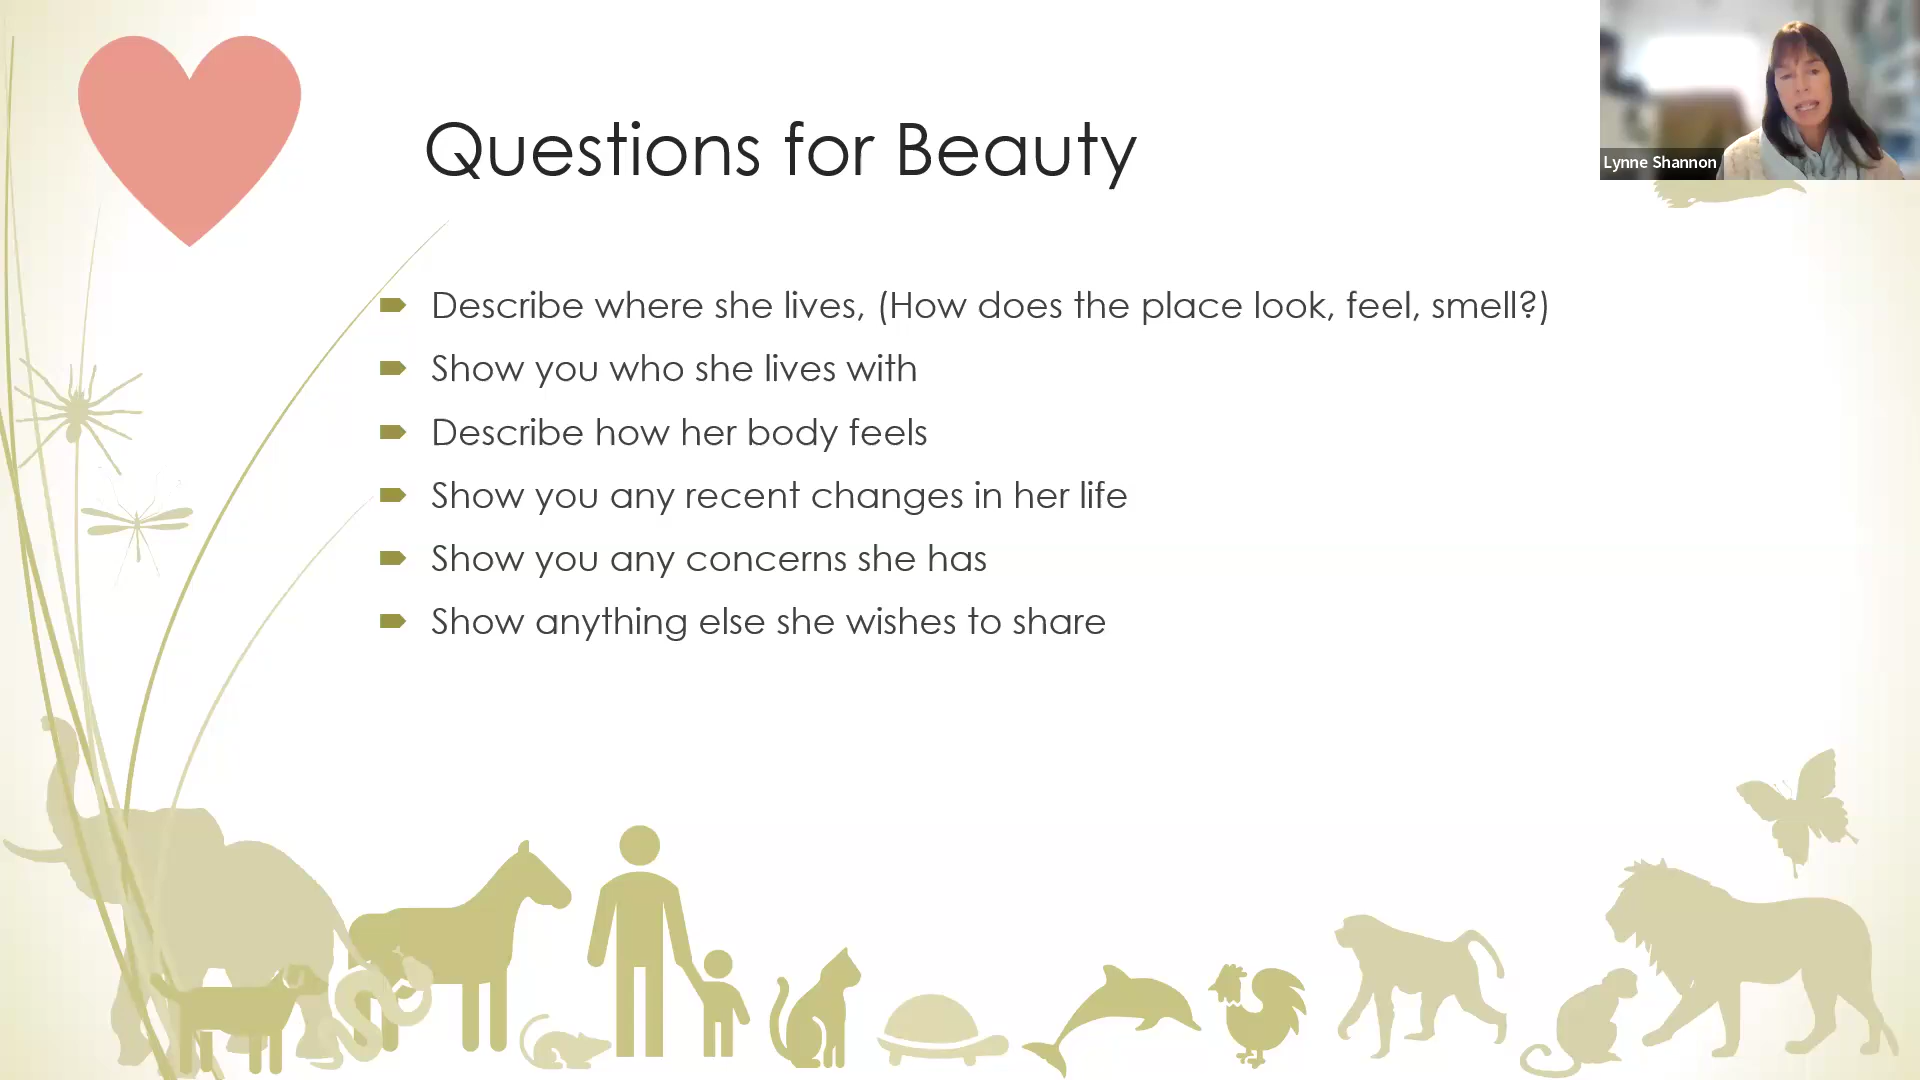 Questions for Beauty
Lynne Shannon
Describe where she lives, (How does the place look, feel, smell?)
Show you who she lives with
Describe how her body feels
Show you any recent changes in her life
Show you any concerns she has
Show anything else she wishes to share